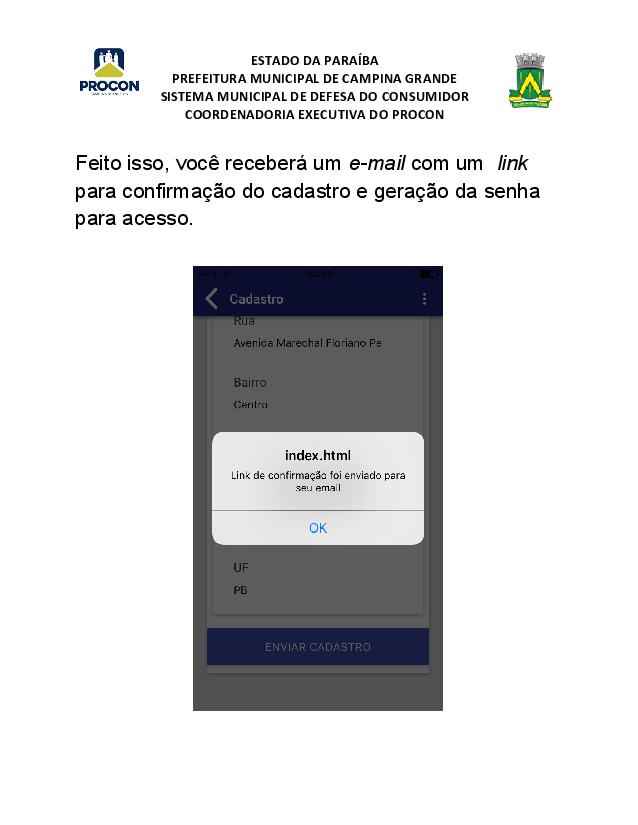 PROCON
ESTADO DA PARAÍBA
PREFEITURA MUNICIPAL DE CAMPINA GRANDE
SISTEMA MUNICIPAL DE DEFESA DO CONSUMIDOR
COORDENADORIA EXECUTIVA DO PROCON
Feito isso, você receberá um e-mail com um link
para confirmação do cadastro e geração da senha
para acesso.
Cadastro
Rua
Avenida Marechal Floriano Pe
Bairro
Centro
index.html
Link de confirmação foi enviado para
seu email
OK
UF
PB
ENVIAR CADASTRO